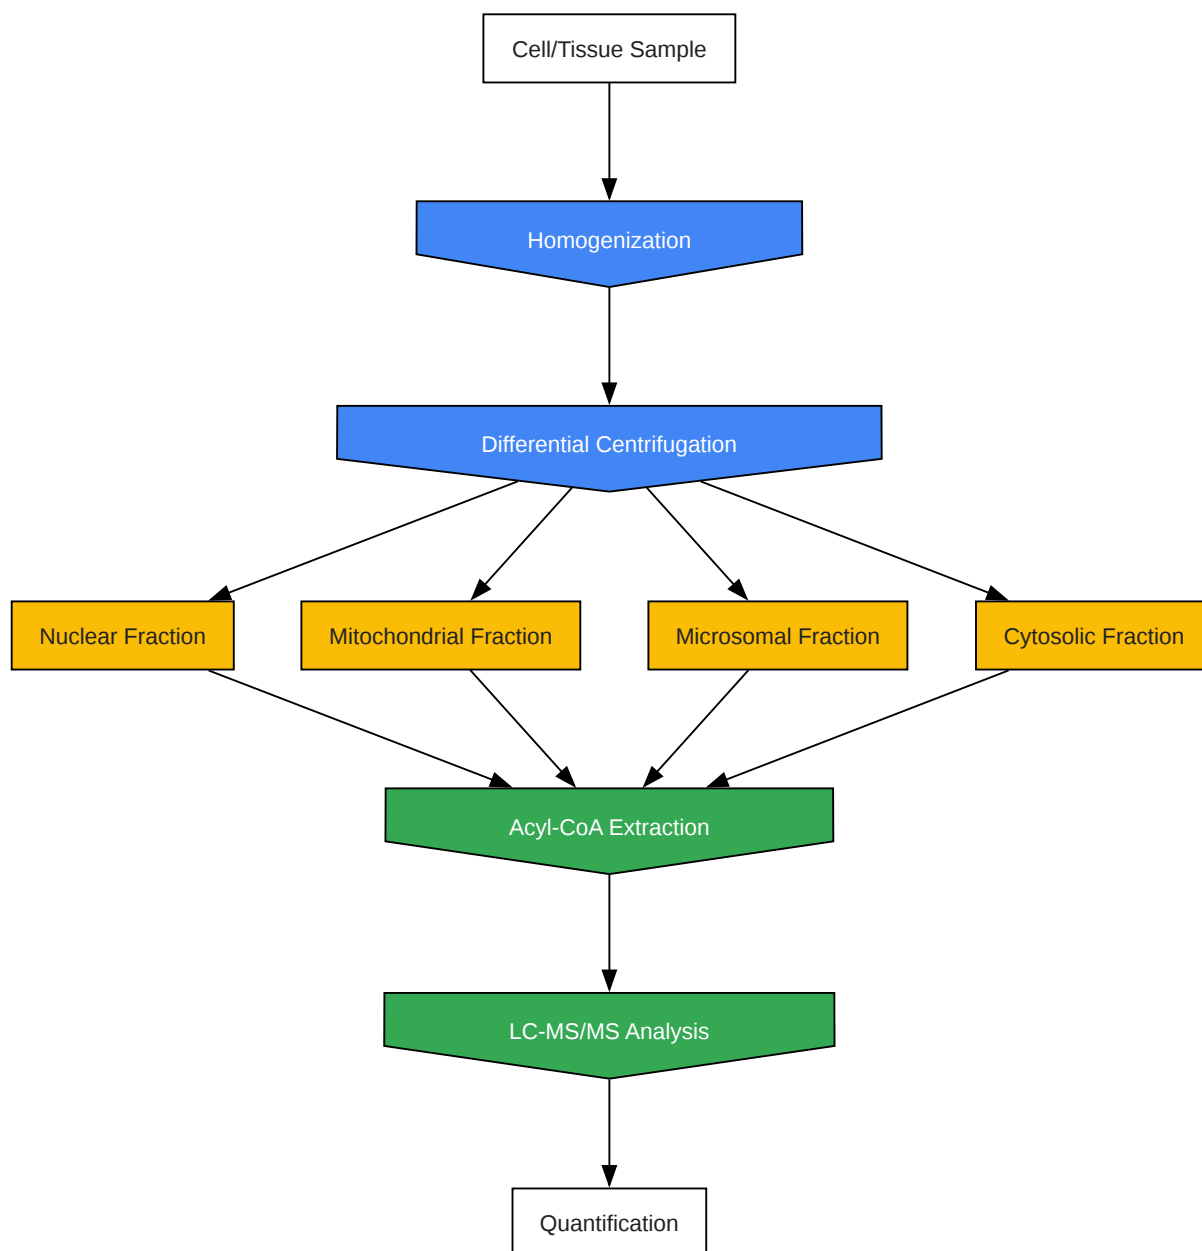 Cell/Tissue Sample
Homogenization
Differential Centrifugation
Nuclear Fraction
Mitochondrial Fraction
Microsomal Fraction
Cytosolic Fraction
Acyl-CoA Extraction
LC-MS/MS Analysis
Quantification